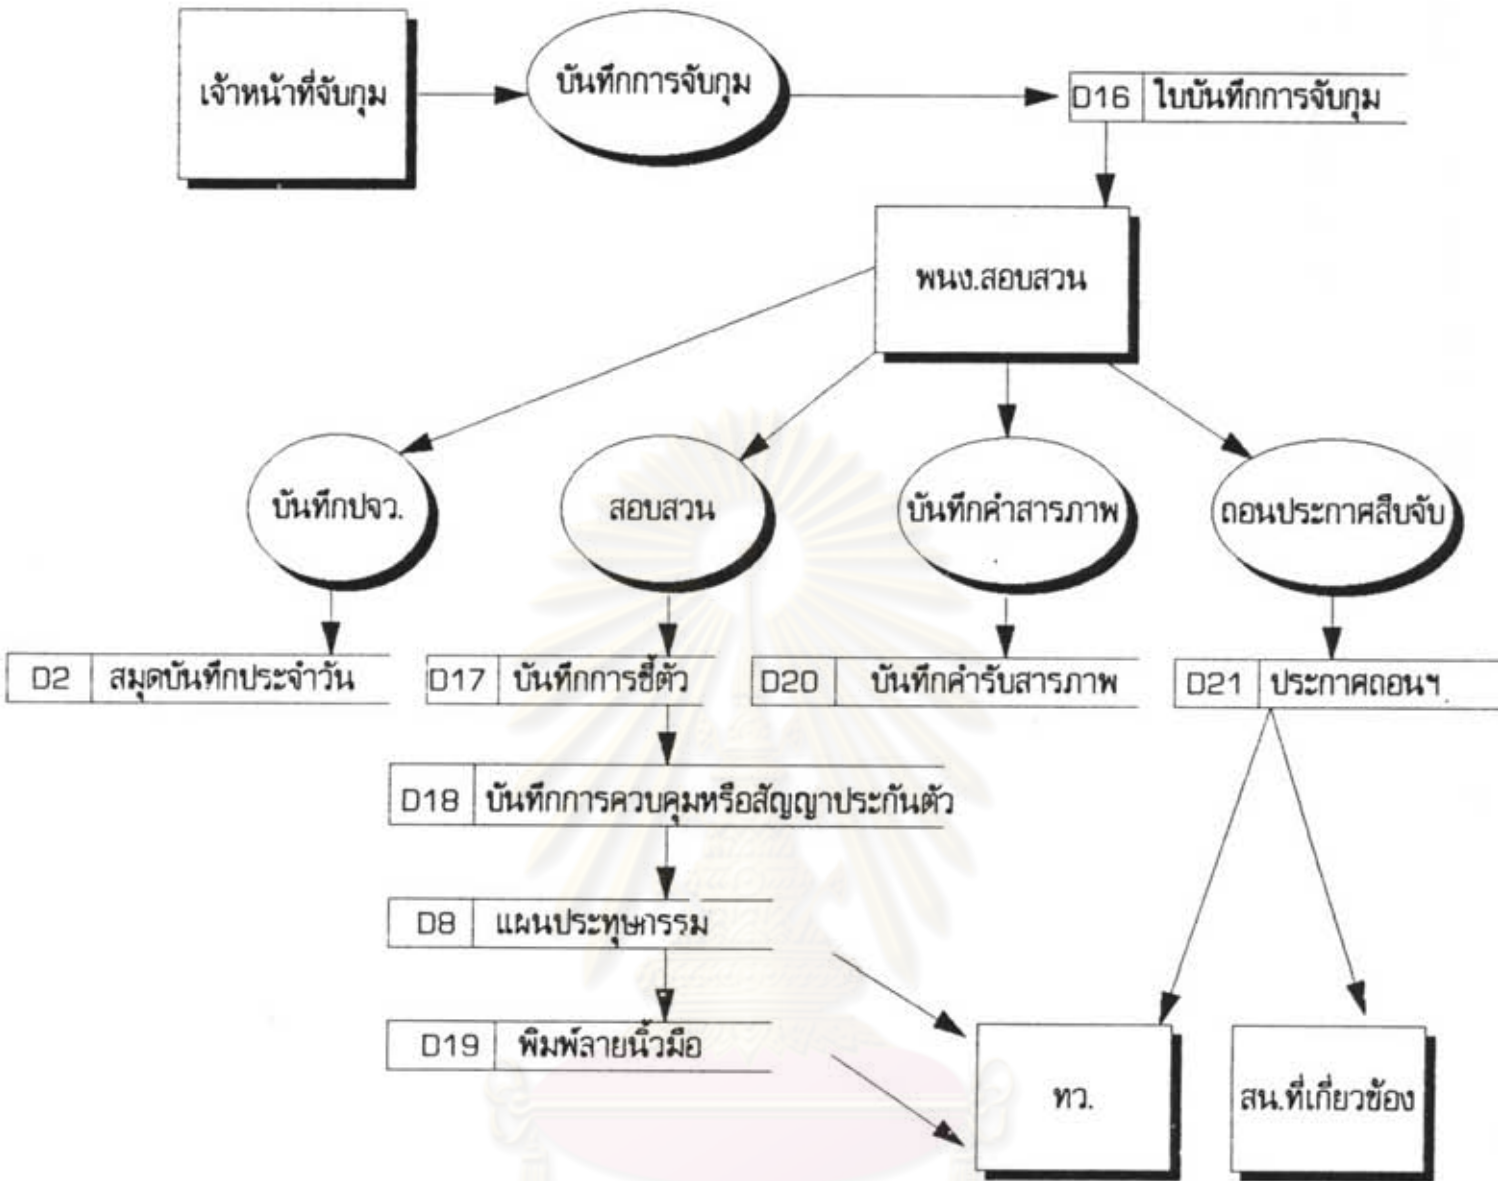 เจ้าหน้าที่จับกุม
บันทึกการจับกุม
D16 ใบบันทึกการจับกุม
พนง.สอบสวน
บันทึกปจว.
สอบสวน
บันทึกคำสารภาพ
ถอนประกาศสืบจับ
D2 สมุดบันทึกประจำวัน
D17 บันทึกการชี้ตัว
D20 บันทึกคำรับสารภาพ
D21 ประกาศถอนฯ
D18 บันทึกการควบคุมหรือสัญญาประกันตัว
D8 แผนประทุษกรรม
D19 พิมพ์ลายนิ้วมือ
ทว.
สน.ที่เกี่ยวข้อง